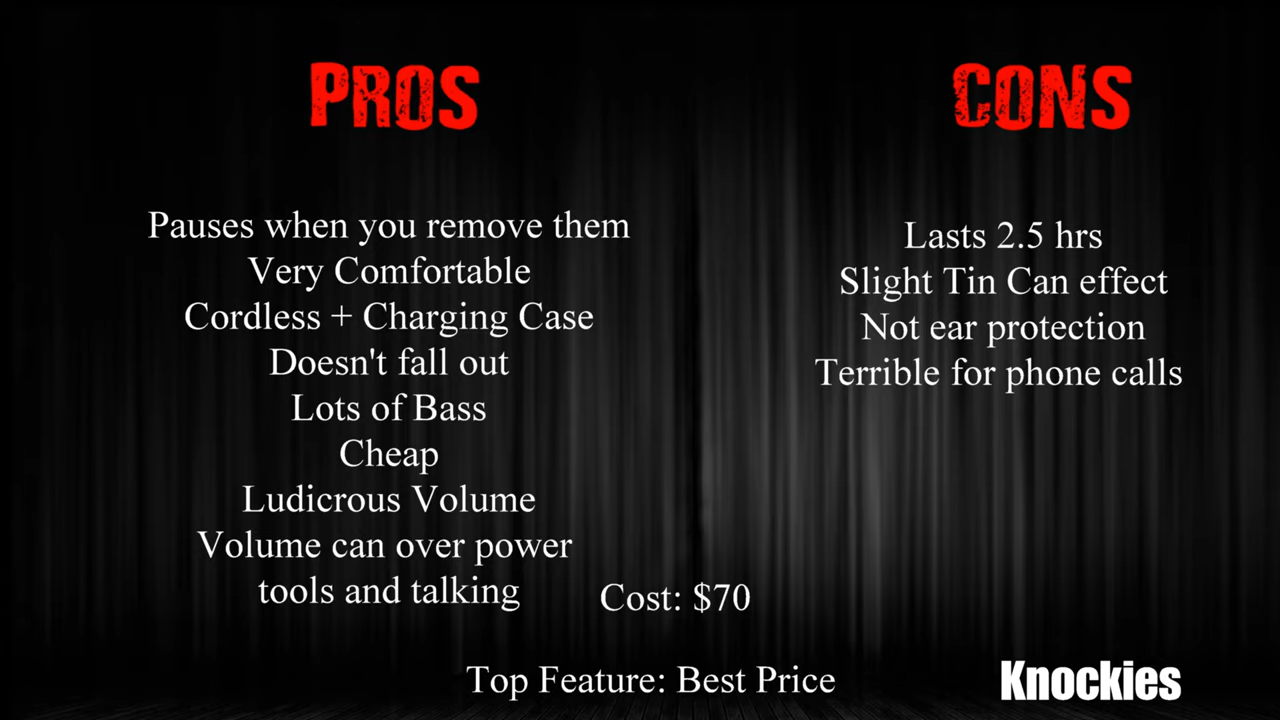 PROS
Pauses when you remove them
Very Comfortable
Cordless + Charging Case
Doesn't fall out
Lots of Bass
Cheap
Ludicrous Volume
Volume can over power
tools and talking
CONS
Lasts 2.5 hrs
Slight Tin Can effect
Not ear protection
Terrible for phone calls
Cost: $70
Top Feature: Best Price
Knockies